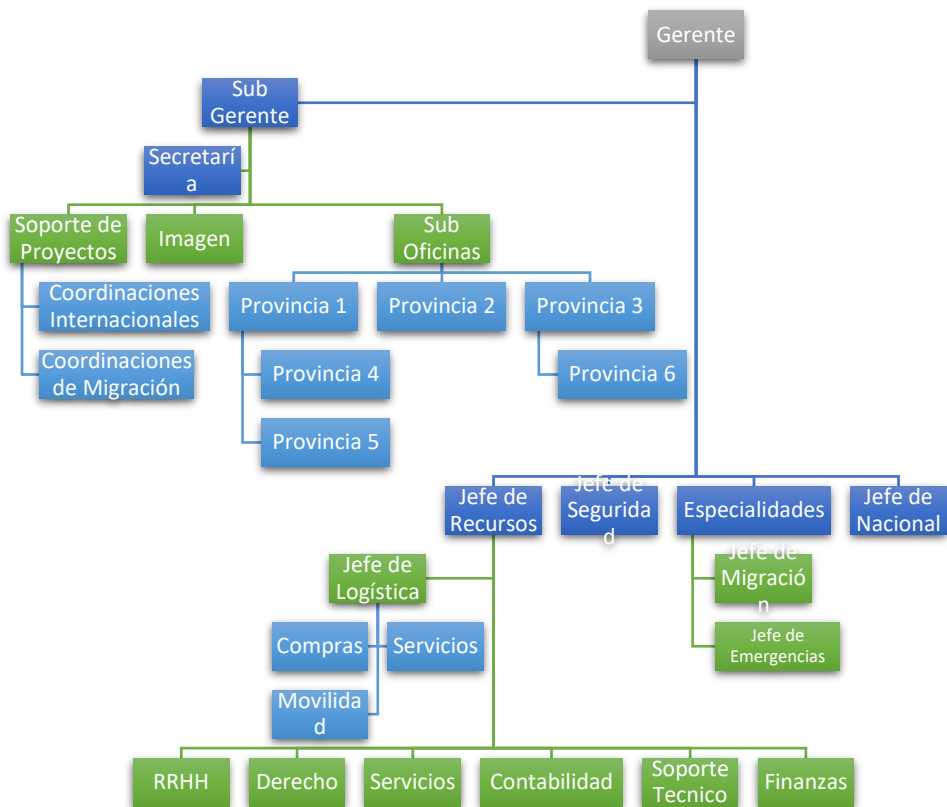 Gerente
Sub
Gerente
Secretarí
a
Soporte de
Proyectos
Imagen
Sub
Oficinas
Coordinaciones
Internacionales
Provincia 1
Provincia 2
Provincia 3
Coordinaciones
de Migración
Provincia 4
Provincia 6
Provincia 5
Jefe de
Recursos
Jefe de
Segurida
d
Especialidades
Jefe de
Nacional
Jefe de
Logística
Jefe de
Migració
n
Compras
Servicios
Jefe de
Emergencias
Movilida
d
RRHH
Derecho
Servicios
Contabilidad
Soporte
Tecnico
Finanzas